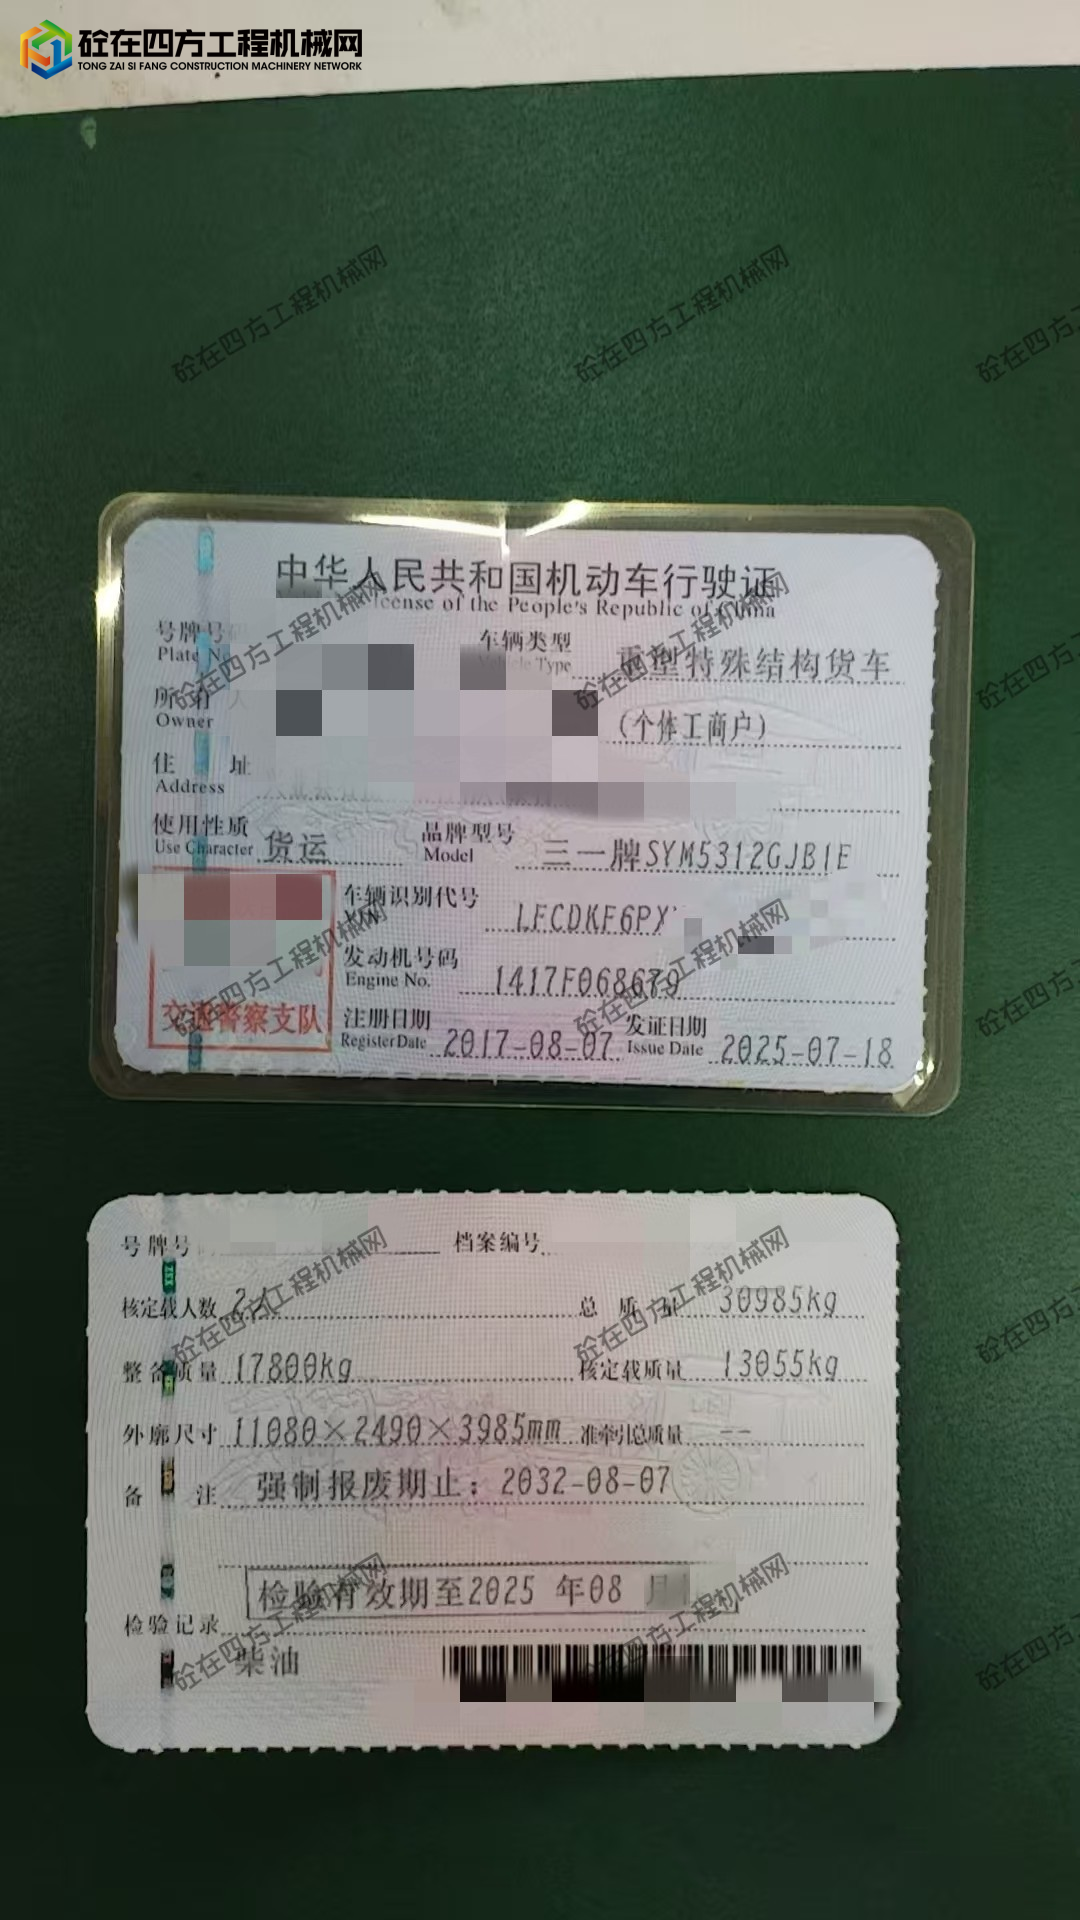 砼在四方工程机械网
TONG ZAI SI FANG CONSTRUCTION MACHINERY NETWORK
中华人民共和国机动车行驶证
License of the People's Republic of China
号牌号码
Plate No.
车辆类型
Vehicle Type
重型特殊结构货车
所有人
Owner
(个体工商户)
住址
Address
使用性质
Use Character
货运
品牌型号
Model
三一牌SYM5312GJB1E
车辆识别代号
VIN
LFCDKF6PX
发动机号码
Engine No.
1417F068679
交通警察支队
注册日期
Register Date
2017-08-07
发证日期
Issue Date
2025-07-18
号牌号
档案编号
核定载人数 2人
总质量 30985kg
整备质量 17800kg
核定载质量 13055kg
外廓尺寸 11080×2490×3985mm
准牵引总质量 --
备注 强制报废期止：2032-08-07
检验有效期至2025 年08 月
检验记录
柴油
砼在四方工程机械网